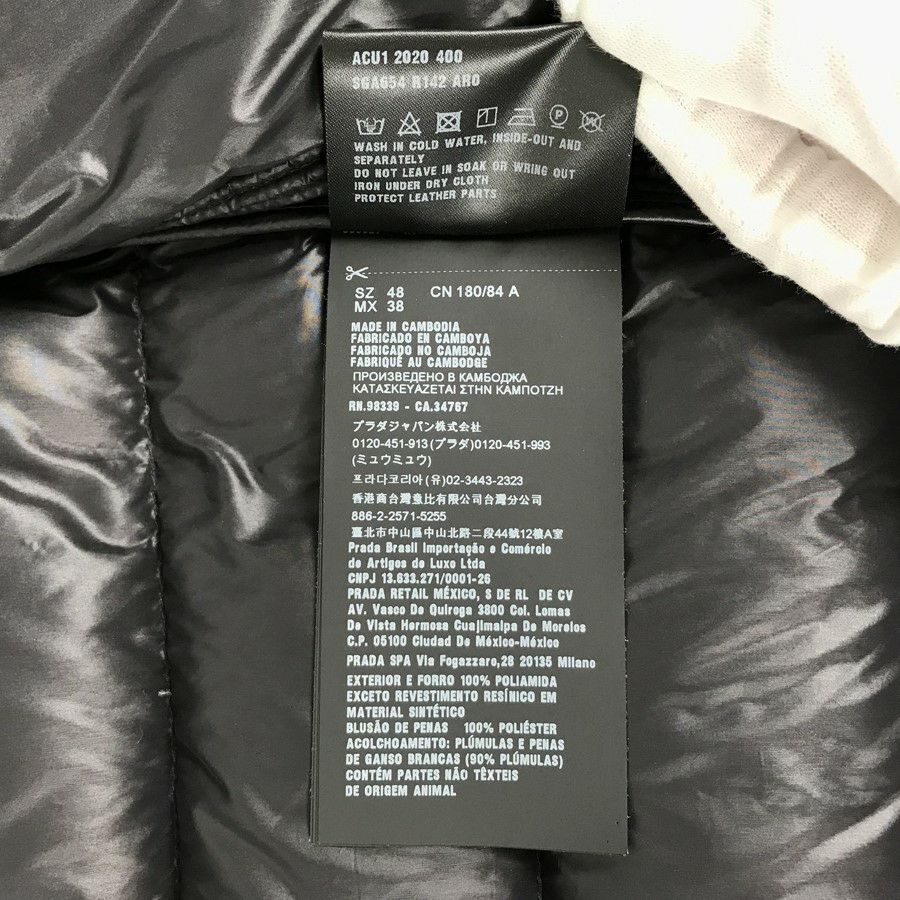 ACU1 2020 400
SGA654 R142 ARO
WASH IN COLD WATER, INSIDE-OUT AND
SEPARATELY
DO NOT LEAVE IN SOAK OR WRING OUT
IRON UNDER DRY CLOTH
PROTECT LEATHER PARTS
SZ 48 CN 180/84 A
MX 38
MADE IN CAMBODIA
FABRICADO EN CAMBOYA
FABRICADO NO CAMBOJA
FABRIQUÉ AU CAMBODGE
ПРОИЗВЕДЕНО В КАМБОДЖА
ΚΑΤΑΣΚΕΥΑΖΕΤΑΙ ΣΤΗΝ ΚΑΜΠΟΤΖΗ
RN.98339 - CA.34767
プラダジャパン株式会社
0120-451-913(プラダ)0120-451-993
(ミュウミュウ)
프라다코리아(유)02-3443-2323
香港商台灣意比有限公司台灣分公司
886-2-2571-5255
臺北市中山區中山北路二段44號12樓A室
Prada Brasil Importação e Comércio
de Artigos de Luxo Ltda
CNPJ 13.633.271/0001-26
PRADA RETAIL MÉXICO, S DE RL DE CV
AV. Vasco De Quiroga 3800 Col. Lomas
De Vista Hermosa Cuajimalpa De Morelos
C.P. 05100 Ciudad De México-México
PRADA SPA Via Fogazzaro,28 20135 Milano
EXTERIOR E FORRO 100% POLIAMIDA
EXCETO REVESTIMENTO RESÍNICO EM
MATERIAL SINTÉTICO
BLUSÃO DE PENAS 100% POLIÉSTER
ACOLCHOAMENTO: PLÚMULAS E PENAS
DE GANSO BRANCAS (90% PLÚMULAS)
CONTÉM PARTES NÃO TÊXTEIS
DE ORIGEM ANIMAL